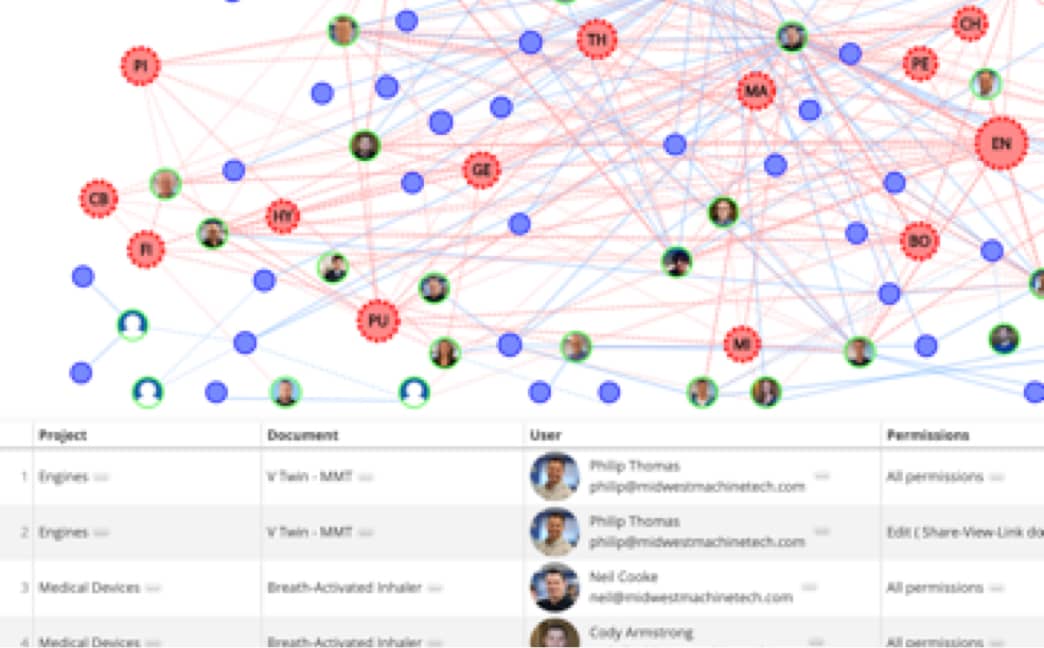 CH
TH
PE
PI
MA
EN
GE
CB
HY
BO
FI
PU
MI
Project Document User Permissions
1 Engines V Twin - MMT Philip Thomas All permissions
philip@midwestmachinetech.com
2 Engines V Twin - MMT Philip Thomas Edit ( Share-View-Link do
philip@midwestmachinetech.com
3 Medical Devices Breath-Activated Inhaler Neil Cooke All permissions
neil@midwestmachinetech.com
4 Medical Devices Breath-Activated Inhaler Cody Armstrong All permissions